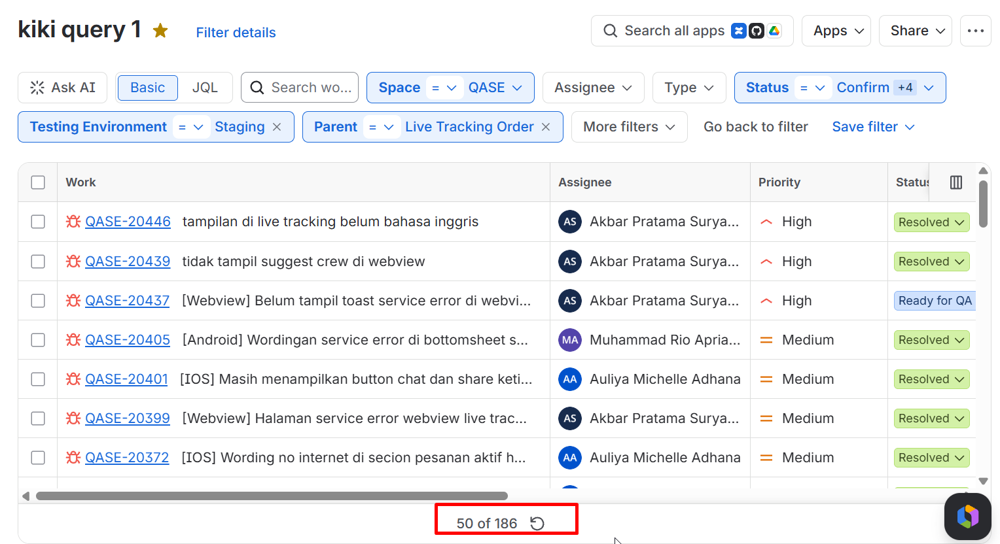 kiki query 1 Filter details Search all apps Apps Share
Ask AI Basic JQL Search wo... Space = QASE Assignee Type Status = Confirm +4
Testing Environment = Staging Parent = Live Tracking Order More filters Go back to filter Save filter
Work Assignee Priority Status
QASE-20446 tampilan di live tracking belum bahasa inggris AS Akbar Pratama Surya... High Resolved
QASE-20439 tidak tampil suggest crew di webview AS Akbar Pratama Surya... High Resolved
QASE-20437 [Webview] Belum tampil toast service error di webvi... AS Akbar Pratama Surya... High Ready for QA
QASE-20405 [Android] Wordingan service error di bottomsheet s... MA Muhammad Rio Apria... Medium Resolved
QASE-20401 [IOS] Masih menampilkan button chat dan share keti... AA Auliya Michelle Adhana Medium Resolved
QASE-20399 [Webview] Halaman service error webview live trac... AS Akbar Pratama Surya... Medium Resolved
QASE-20372 [IOS] Wording no internet di secion pesanan aktif h... AA Auliya Michelle Adhana Medium Resolved
50 of 186